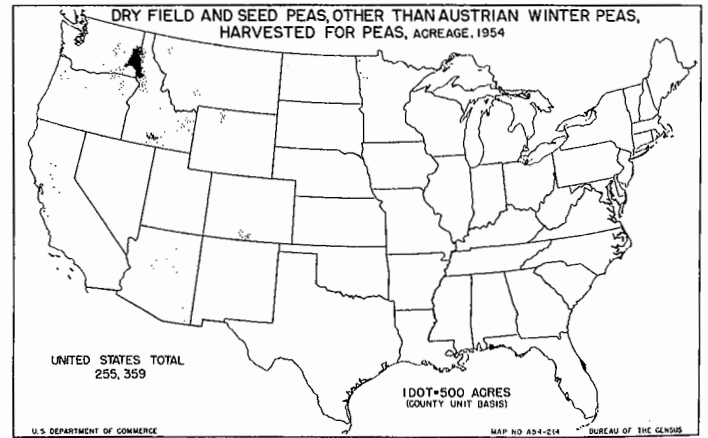 DRY FIELD AND SEED PEAS, OTHER THAN AUSTRIAN WINTER PEAS,
HARVESTED FOR PEAS, ACREAGE, 1954
UNITED STATES TOTAL
255,359
1 DOT=500 ACRES
(COUNTY UNIT BASIS)
U.S DEPARTMENT OF COMMERCE
MAP NO A54-214
BUREAU OF THE CENSUS